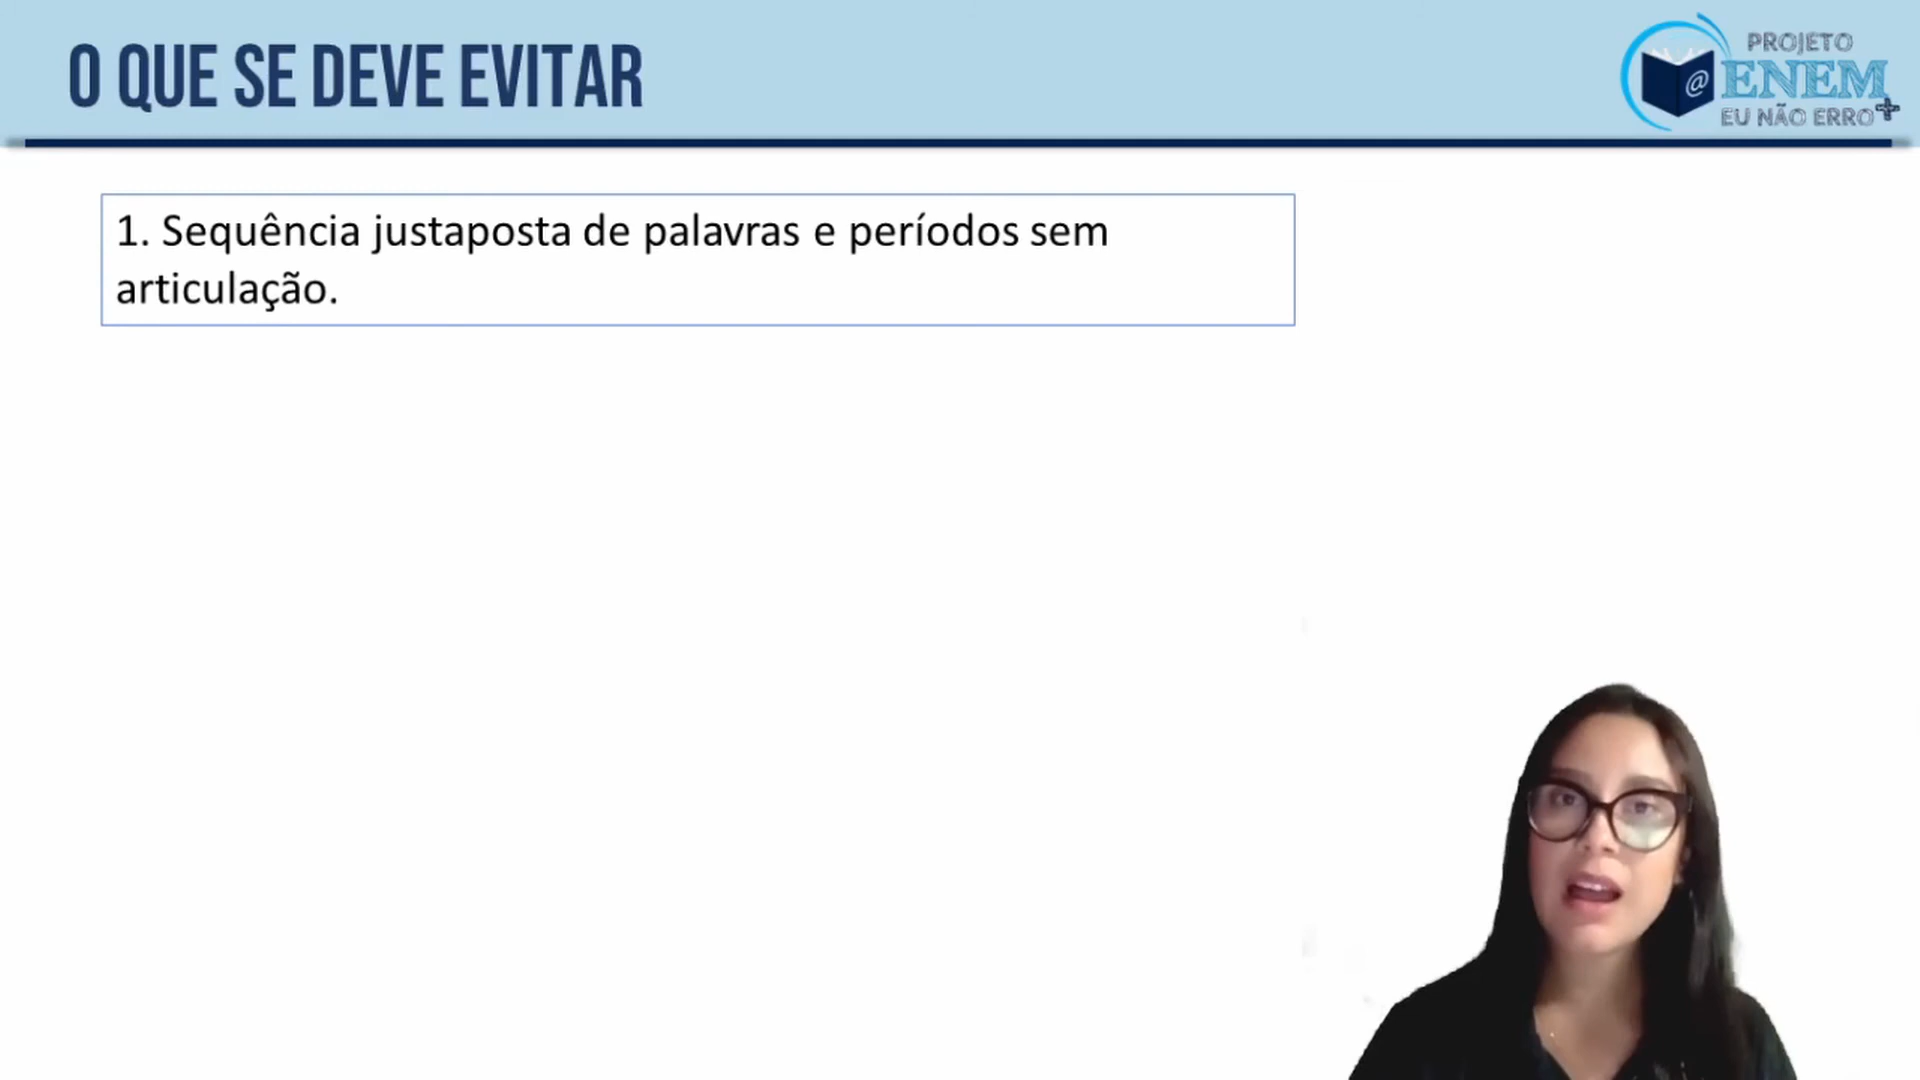 O QUE SE DEVE EVITAR
PROJETO
@ENEM
EU NÃO ERRO+
1. Sequência justaposta de palavras e períodos sem
articulação.